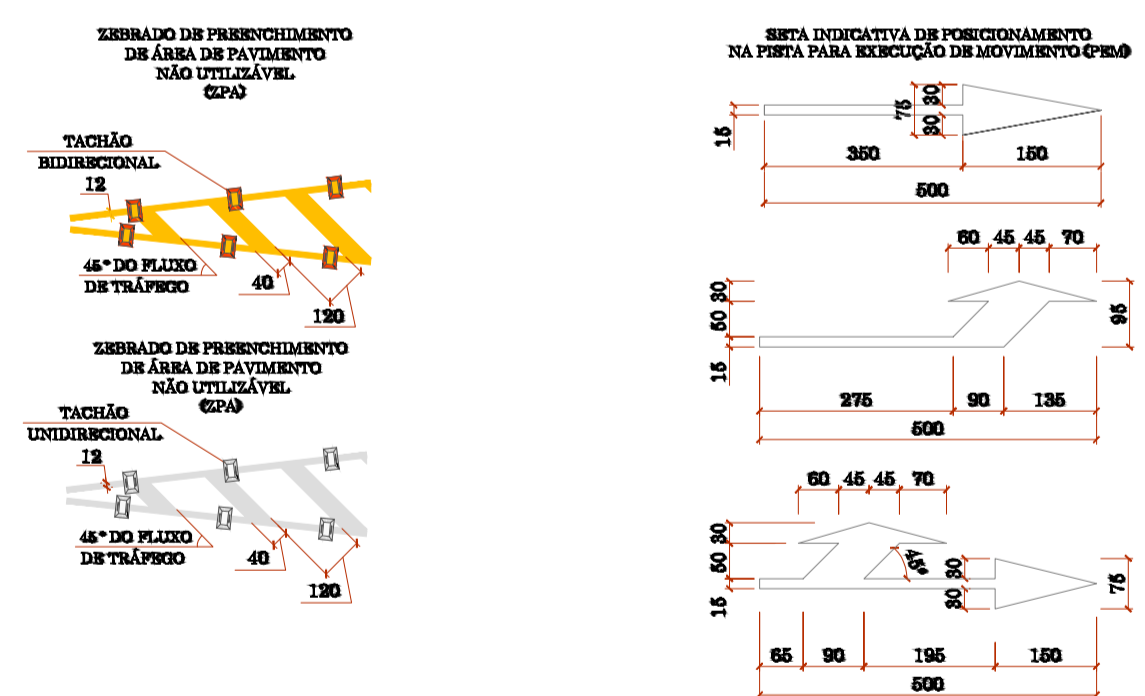 ZEBRADO DE PREENCHIMENTO
DE ÁREA DE PAVIMENTO
NÃO UTILIZÁVEL
(ZPA)
TACHÃO
BIDIRECIONAL
12
45° DO FLUXO
DE TRÁFEGO
40
120
ZEBRADO DE PREENCHIMENTO
DE ÁREA DE PAVIMENTO
NÃO UTILIZÁVEL
(ZPA)
TACHÃO
UNIDIRECIONAL
12
45° DO FLUXO
DE TRÁFEGO
40
120
SETA INDICATIVA DE POSICIONAMENTO
NA PISTA PARA EXECUÇÃO DE MOVIMENTO (PEM)
15
75
30
30
350
150
500
60 45 45 70
30
50
15
95
275
90
135
500
60 45 45 70
30
50
15
45°
30
30
75
65
90
195
150
500